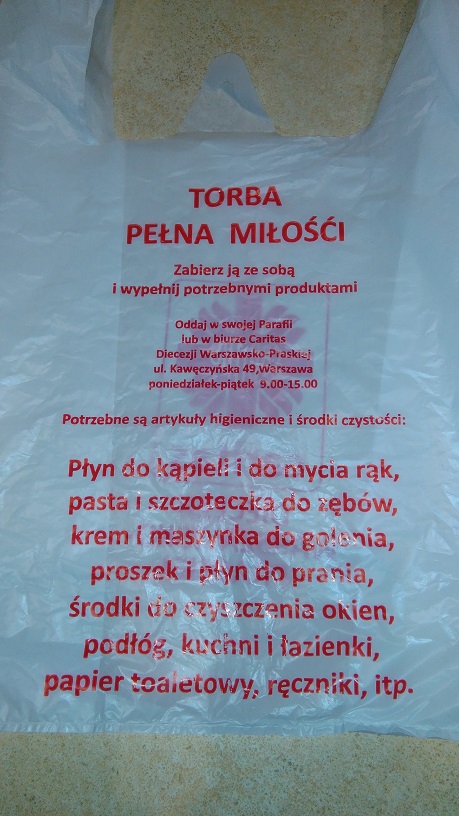 TORBA
PEŁNA MIŁOŚĆI
Zabierz ją ze sobą
i wypełnij potrzebnymi produktami
Oddaj w swojej Parafii
lub w biurze Caritas
Diecezji Warszawsko-Praskiej
ul. Kawęczyńska 49,Warszawa
poniedziałek-piątek 9.00-15.00
Potrzebne są artykuły higieniczne i środki czystości:
Płyn do kąpieli i do mycia rąk,
pasta i szczoteczka do zębów,
krem i maszynka do golenia,
proszek i płyn do prania,
środki do czyszczenia okien,
podłóg, kuchni i łazienki,
papier toaletowy, ręczniki, itp.